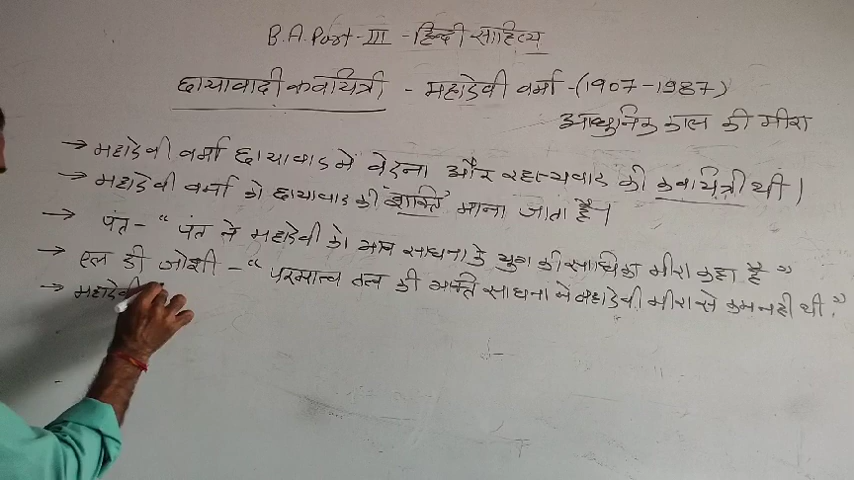 B.A. Part-III - हिन्दी साहित्य
छायावादी कवयित्री - महादेवी वर्मा - (1907-1987)
आधुनिक काल की मीरा
→ महादेवी वर्मा छायावाद में वेदना और रहस्यवाद की कवयित्री थी।
→ महादेवी वर्मा को छायावाद की 'शक्ति' माना जाता है।
→ पंत - "पंत ने महादेवी को भाव साधना के युग की साधिका मीरा कहा है"
→ एल डी जोशी - "परमात्व तत्व की भक्ति साधना में महादेवी मीरा से कम नही थी."
→ महादेवी